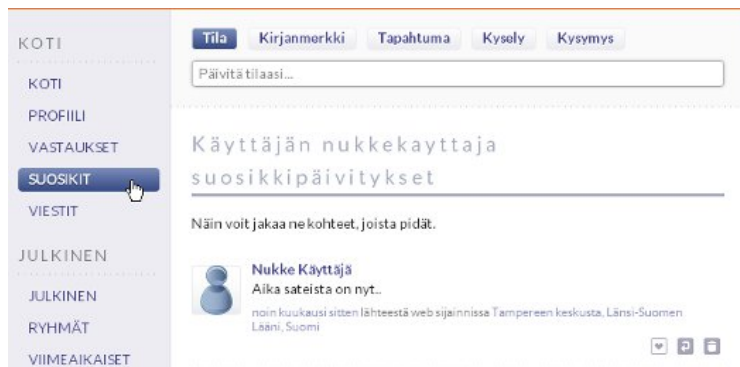 KOTI
KOTI
PROFIILI
VASTAUKSET
SUOSIKIT
VIESTIT
JULKINEN
JULKINEN
RYHMÄT
VIIMEAIKAISET
Tila Kirjanmerkki Tapahtuma Kysely Kysymys
Päivitä tilaasi...
Käyttäjän nukkekayttaja
suosikkipäivitykset
Näin voit jakaa ne kohteet, joista pidät.
Nukke Käyttäjä
Aika sateista on nyt..
noin kuukausi sitten lähteestä web sijainnissa Tampereen keskusta, Länsi-Suomen
Lääni, Suomi